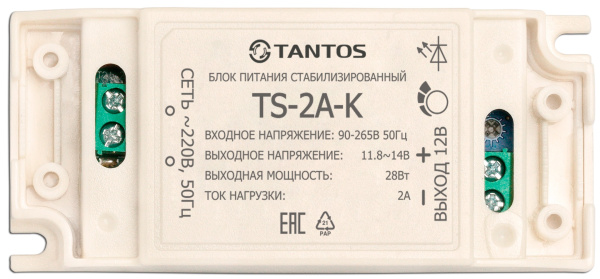 TANTOS
БЛОК ПИТАНИЯ СТАБИЛИЗИРОВАННЫЙ
TS-2A-K
ВХОДНОЕ НАПРЯЖЕНИЕ: 90-265В 50Гц
ВЫХОДНОЕ НАПРЯЖЕНИЕ: 11.8~14В
ВЫХОДНАЯ МОЩНОСТЬ: 28Вт
ТОК НАГРУЗКИ: 2А
EAC
21
PAP
СЕТЬ ~220В, 50Гц
+ -
ВЫХОД 12В